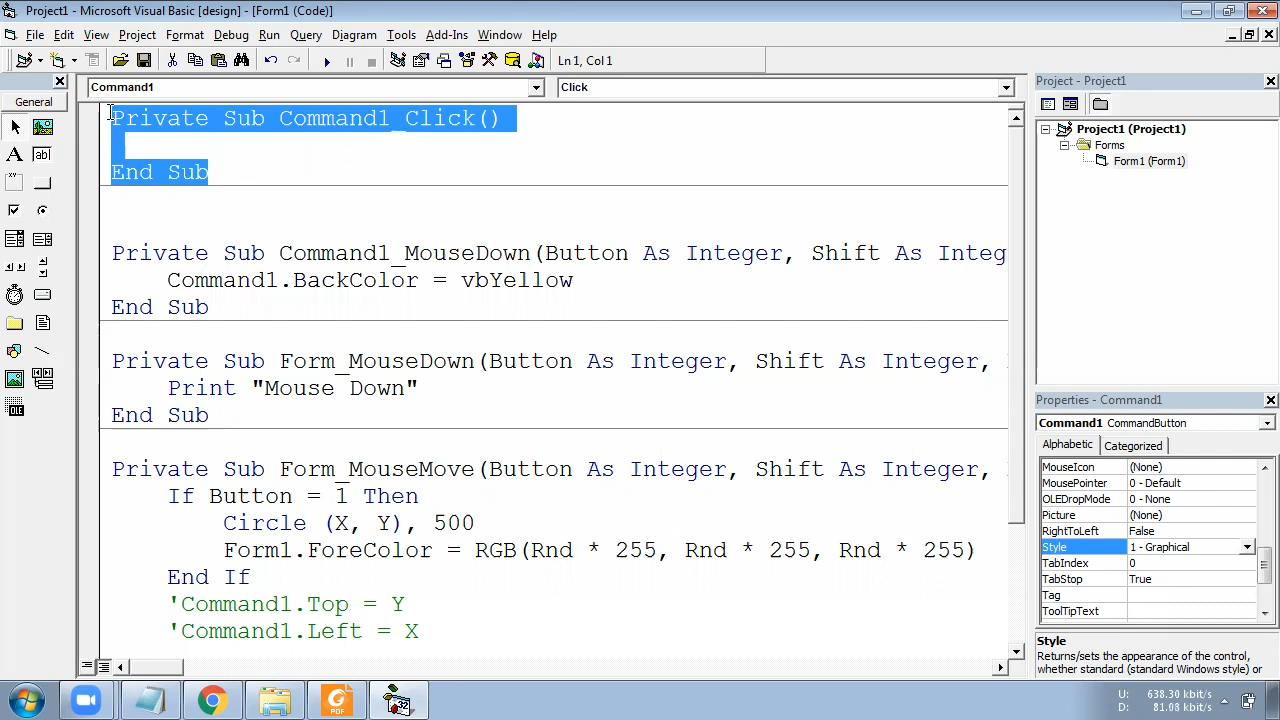 Project1 - Microsoft Visual Basic [design] - [Form1 (Code)]
File Edit View Project Format Debug Run Query Diagram Tools Add-Ins Window Help
Ln 1, Col 1
General
Command1
Click
Private Sub Command1_Click()
End Sub
Private Sub Command1_MouseDown(Button As Integer, Shift As Integ
Command1.BackColor = vbYellow
End Sub
Private Sub Form_MouseDown(Button As Integer, Shift As Integer,
Print "Mouse Down"
End Sub
Private Sub Form_MouseMove(Button As Integer, Shift As Integer,
If Button = 1 Then
Circle (X, Y), 500
Form1.ForeColor = RGB(Rnd * 255, Rnd * 255, Rnd * 255)
End If
'Command1.Top = Y
'Command1.Left = X
Project - Project1
Project1 (Project1)
Forms
Form1 (Form1)
Properties - Command1
Command1 CommandButton
Alphabetic Categorized
MouseIcon (None)
MousePointer 0 - Default
OLEDropMode 0 - None
Picture (None)
RightToLeft False
Style 1 - Graphical
TabIndex 0
TabStop True
Tag
ToolTipText
Style
Returns/sets the appearance of the control,
whether standard (standard Windows style) or
PDF
32
U: 638.30 kbit/s
D: 81.08 kbit/s